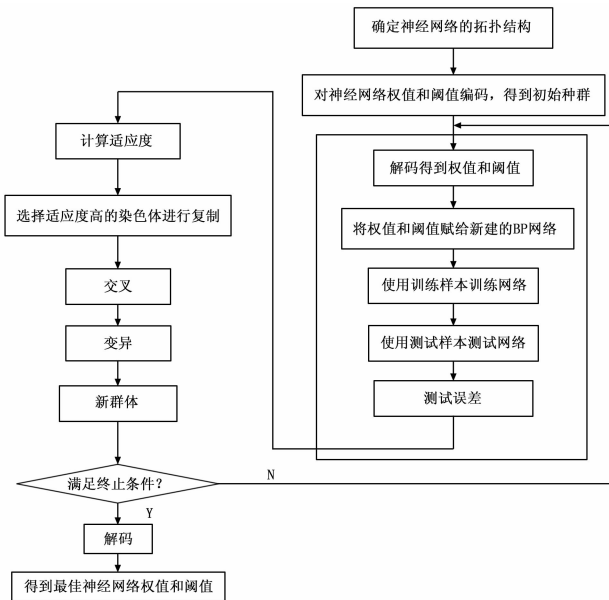 确定神经网络的拓扑结构
对神经网络权值和阈值编码，得到初始种群
解码得到权值和阈值
将权值和阈值赋给新建的BP网络
使用训练样本训练网络
使用测试样本测试网络
测试误差
计算适应度
选择适应度高的染色体进行复制
交叉
变异
新群体
满足终止条件？
N
Y
解码
得到最佳神经网络权值和阈值